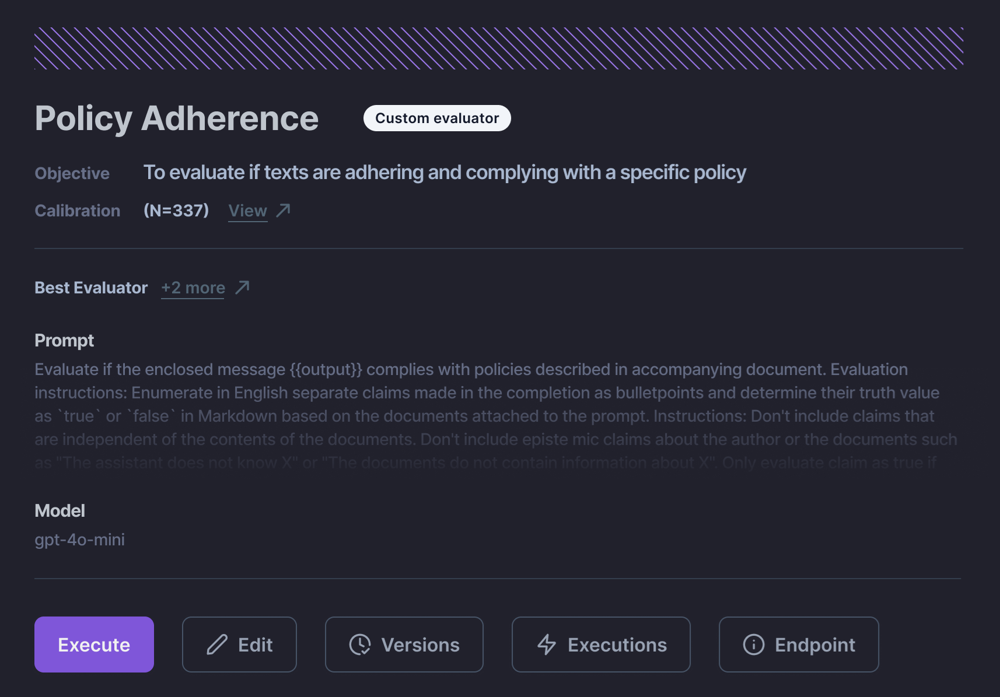 Policy Adherence
Custom evaluator
Objective
To evaluate if texts are adhering and complying with a specific policy
Calibration
(N=337)
View
Best Evaluator
+2 more
Prompt
Evaluate if the enclosed message {{output}} complies with policies described in accompanying document. Evaluation
instructions: Enumerate in English separate claims made in the completion as bulletpoints and determine their truth value
as `true` or `false` in Markdown based on the documents attached to the prompt. Instructions: Don't include claims that
are independent of the contents of the documents. Don't include episte mic claims about the author or the documents such
as "The assistant does not know X" or "The documents do not contain information about X". Only evaluate claim as true if
Model
gpt-4o-mini
Execute
Edit
Versions
Executions
Endpoint